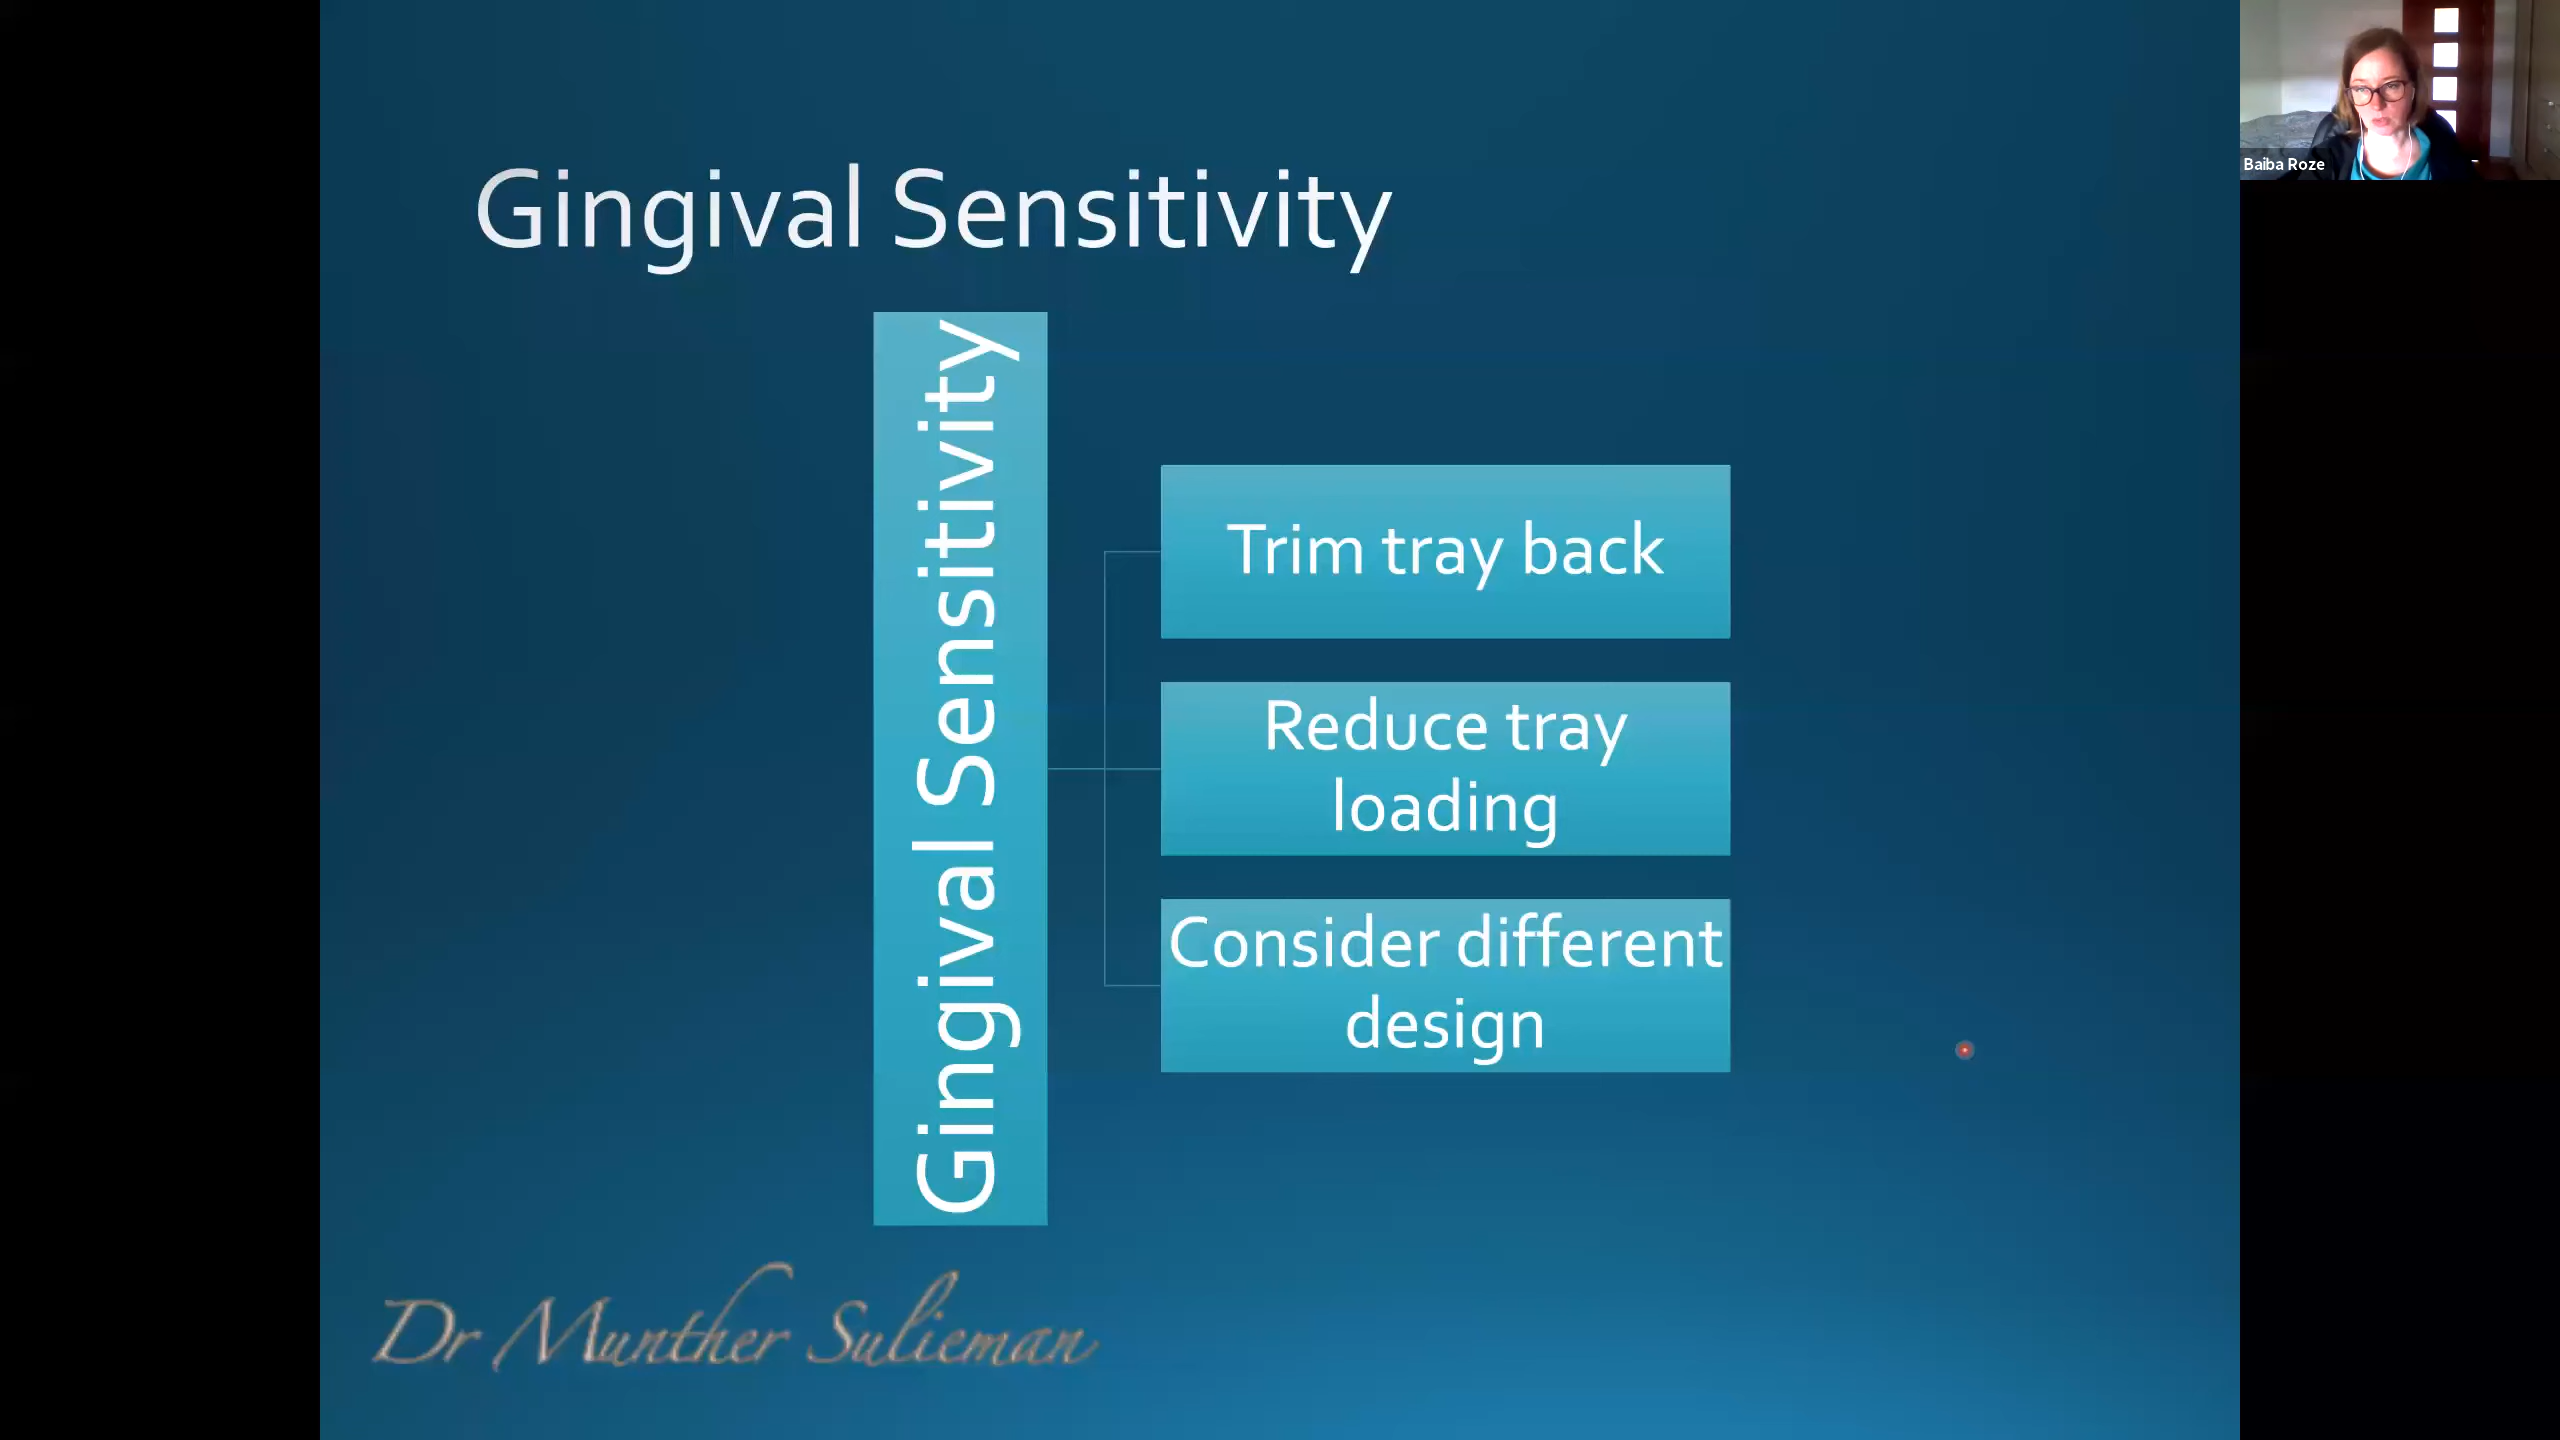 Gingival Sensitivity
Gingival Sensitivity
Trim tray back
Reduce tray
loading
Consider different
design
Dr Munther Sulieman
Baiba Roze